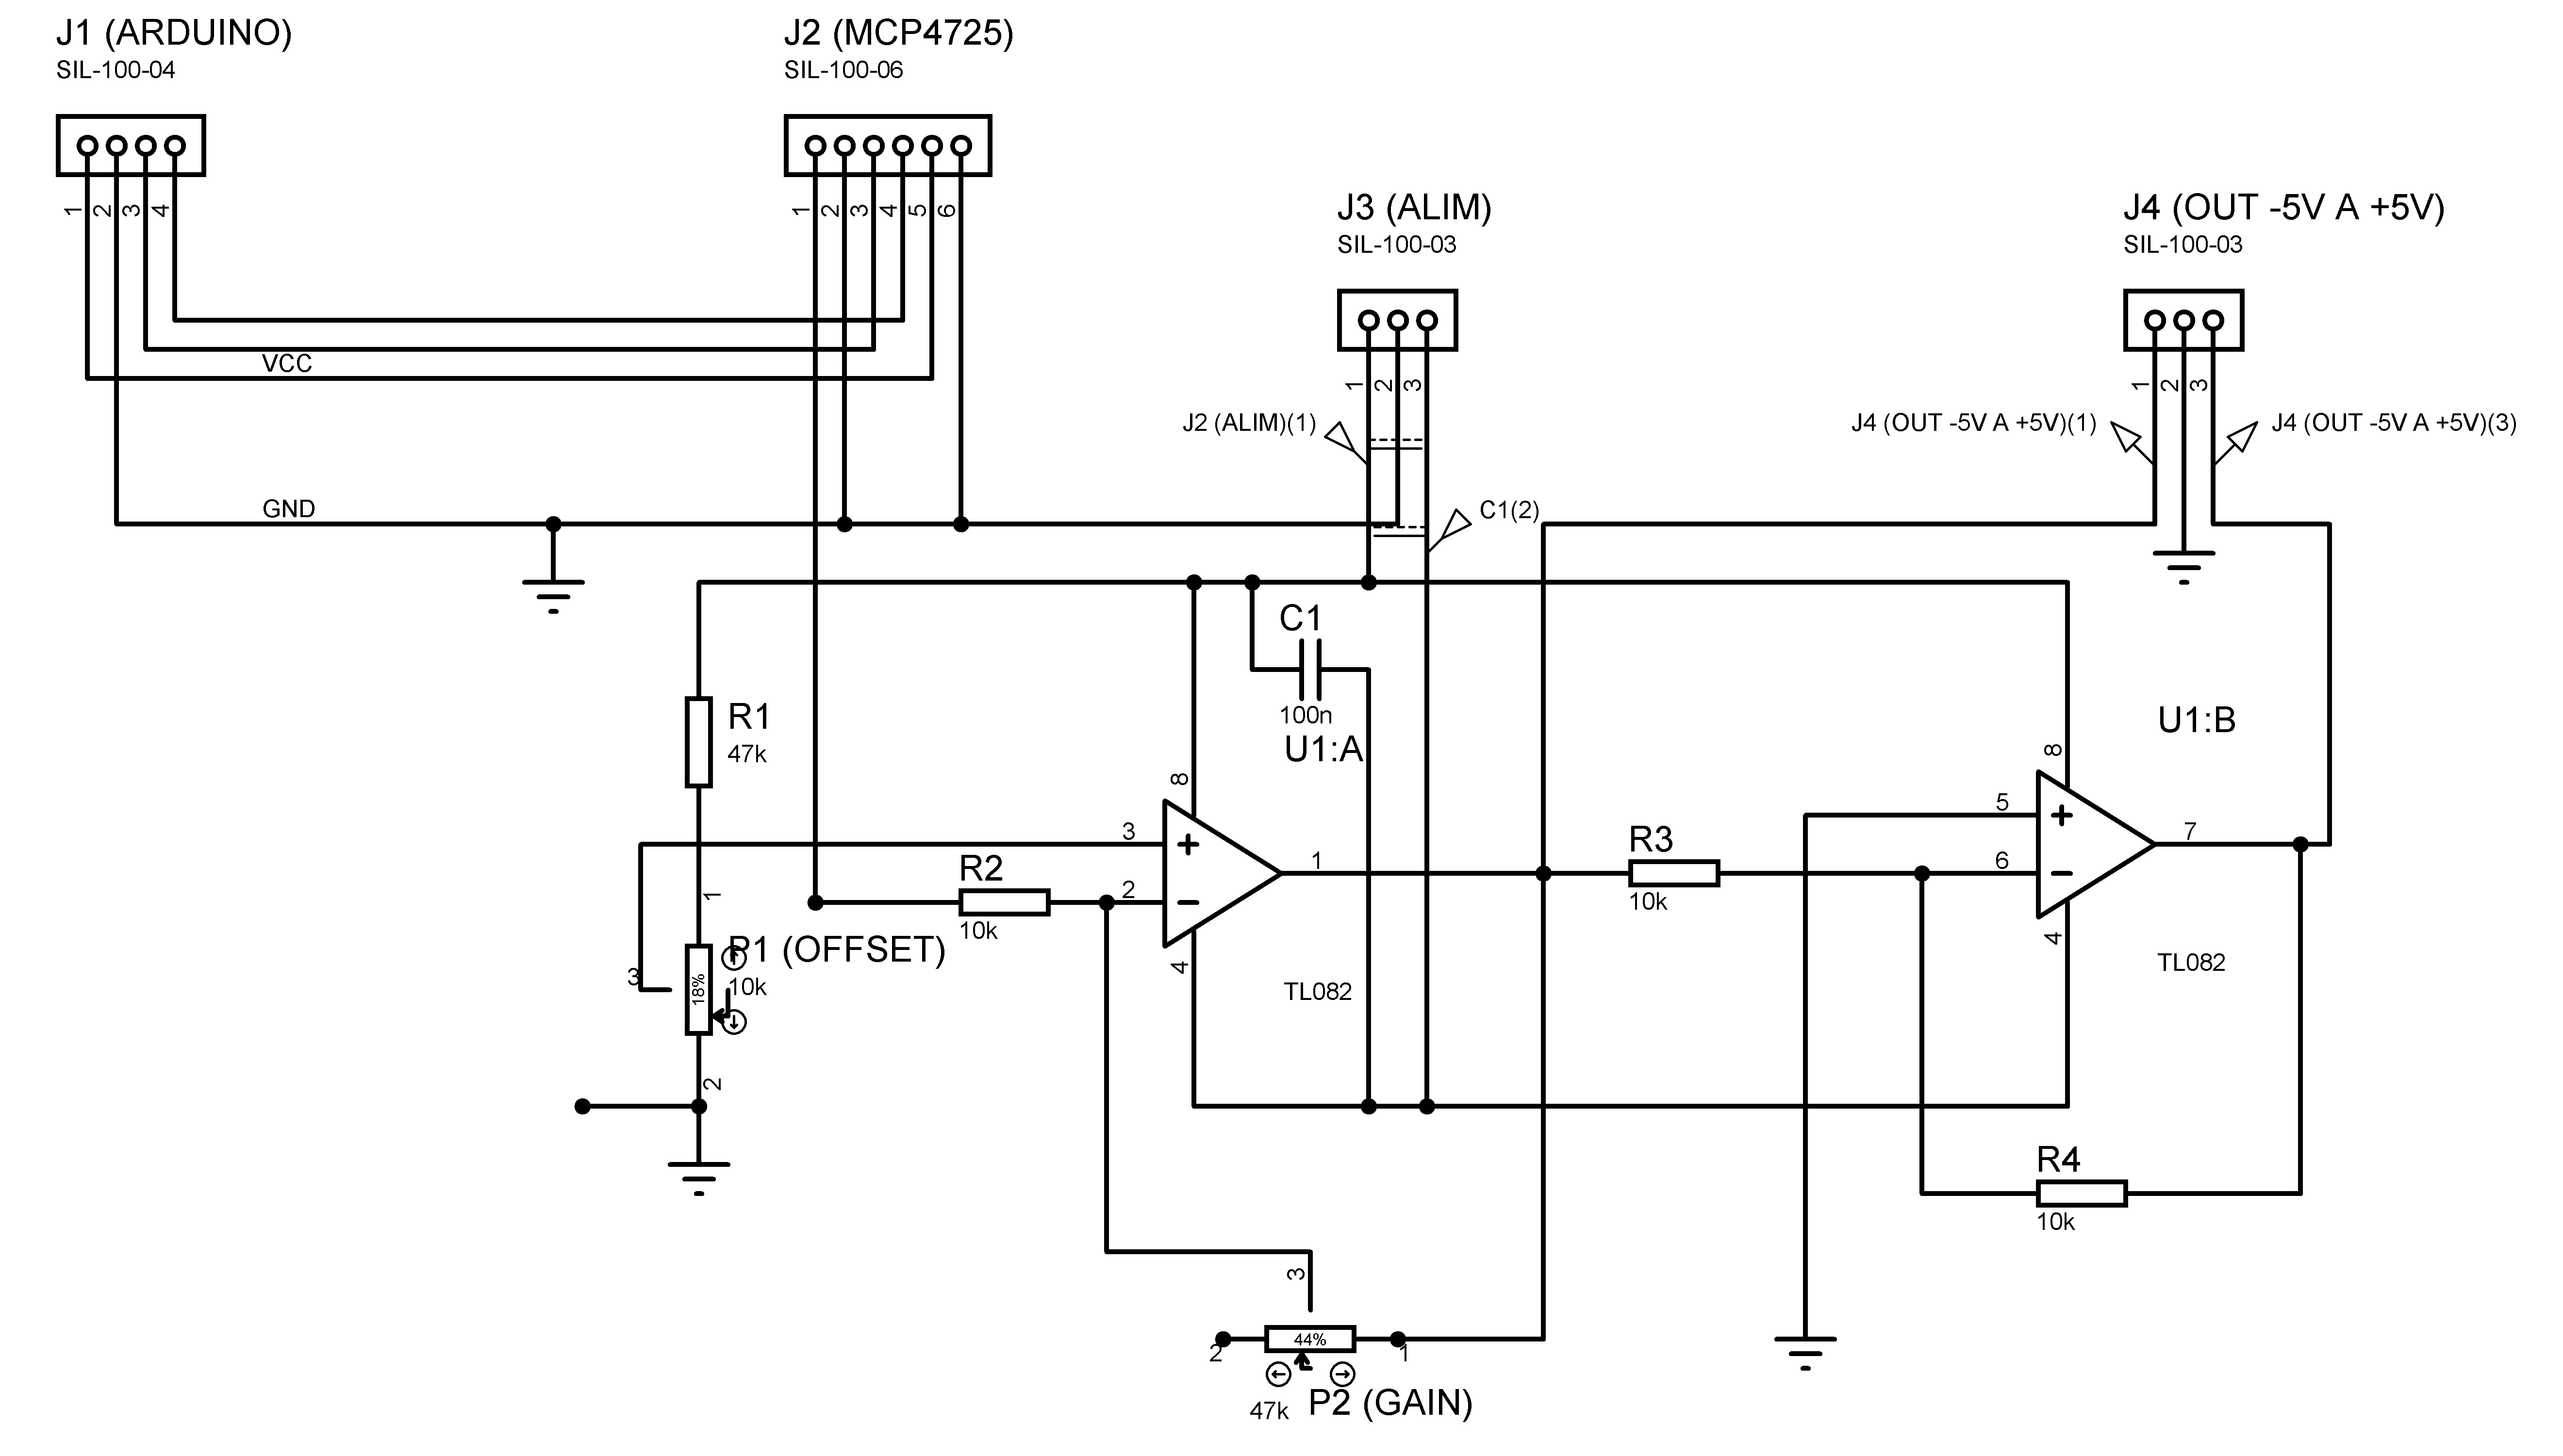 J1 (ARDUINO)
SIL-100-04
1
2
3
4
J2 (MCP4725)
SIL-100-06
1
2
3
4
5
6
J3 (ALIM)
SIL-100-03
1
2
3
J4 (OUT -5V A +5V)
SIL-100-03
1
2
3
VCC
GND
J2 (ALIM)(1)
C1(2)
J4 (OUT -5V A +5V)(1)
J4 (OUT -5V A +5V)(3)
C1
100n
U1:A
8
3
2
1
4
TL082
R1
47k
R2
10k
1
P1 (OFFSET)
10k
18%
3
2
R3
10k
U1:B
8
5
6
7
4
TL082
R4
10k
3
2
44%
1
47k
P2 (GAIN)